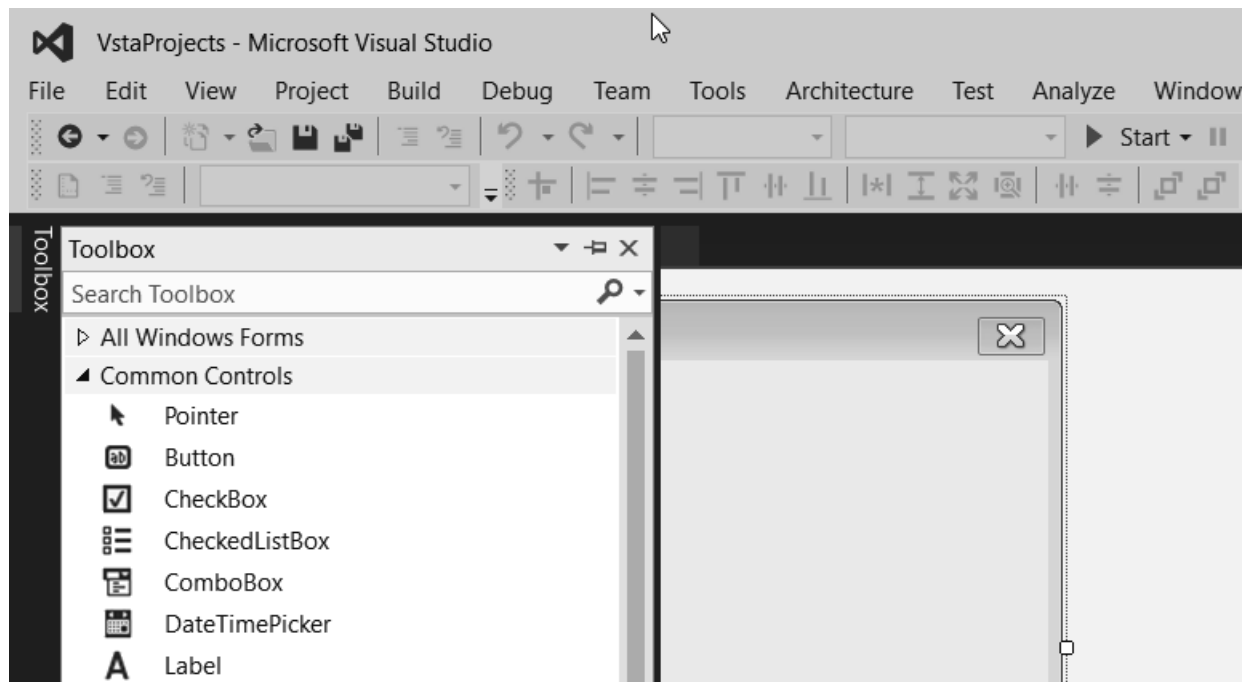 VstaProjects - Microsoft Visual Studio
File Edit View Project Build Debug Team Tools Architecture Test Analyze Window
Start
Toolbox
Toolbox
Search Toolbox
All Windows Forms
Common Controls
Pointer
ab Button
CheckBox
CheckedListBox
ComboBox
DateTimePicker
A Label